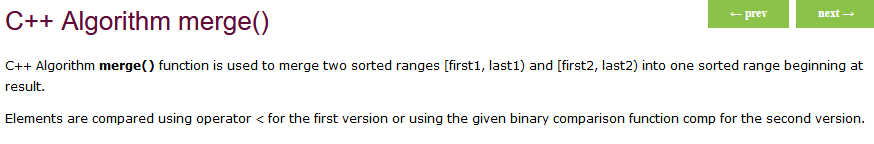 C++ Algorithm merge()
← prev
next →
C++ Algorithm merge() function is used to merge two sorted ranges [first1, last1) and [first2, last2) into one sorted range beginning at
result.
Elements are compared using operator < for the first version or using the given binary comparison function comp for the second version.